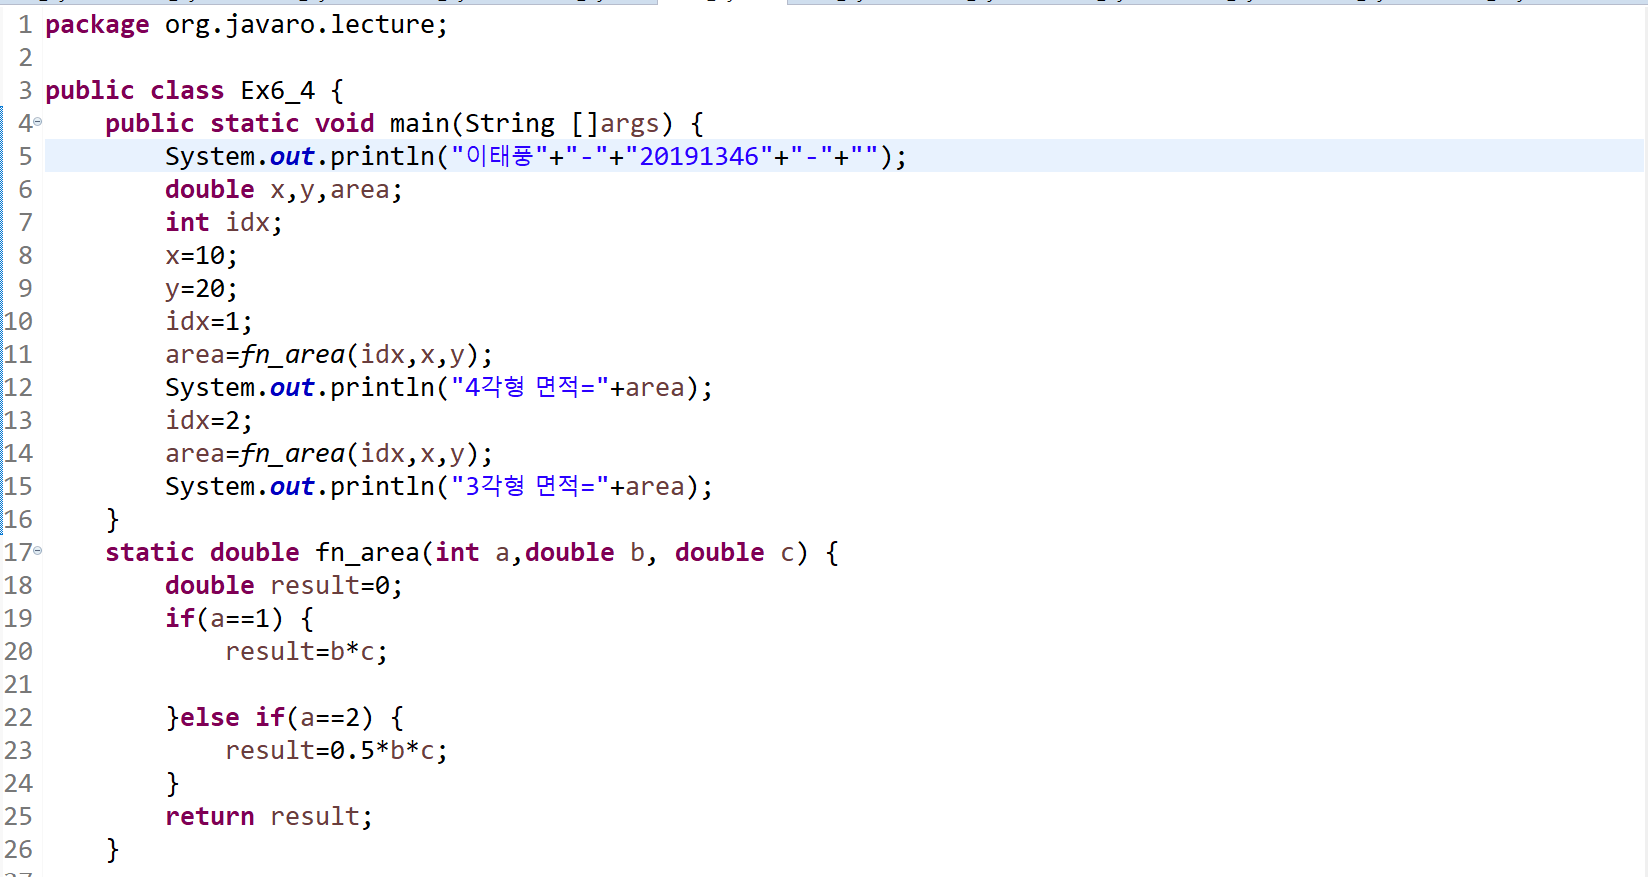 1 package org.javaro.lecture;
2
3 public class Ex6_4 {
4 public static void main(String []args) {
5 System.out.println("이태풍"+"-"+"20191346"+"-"+"");
6 double x,y,area;
7 int idx;
8 x=10;
9 y=20;
10 idx=1;
11 area=fn_area(idx,x,y);
12 System.out.println("4각형 면적="+area);
13 idx=2;
14 area=fn_area(idx,x,y);
15 System.out.println("3각형 면적="+area);
16 }
17 static double fn_area(int a,double b, double c) {
18 double result=0;
19 if(a==1) {
20 result=b*c;
21
22 }else if(a==2) {
23 result=0.5*b*c;
24 }
25 return result;
26 }